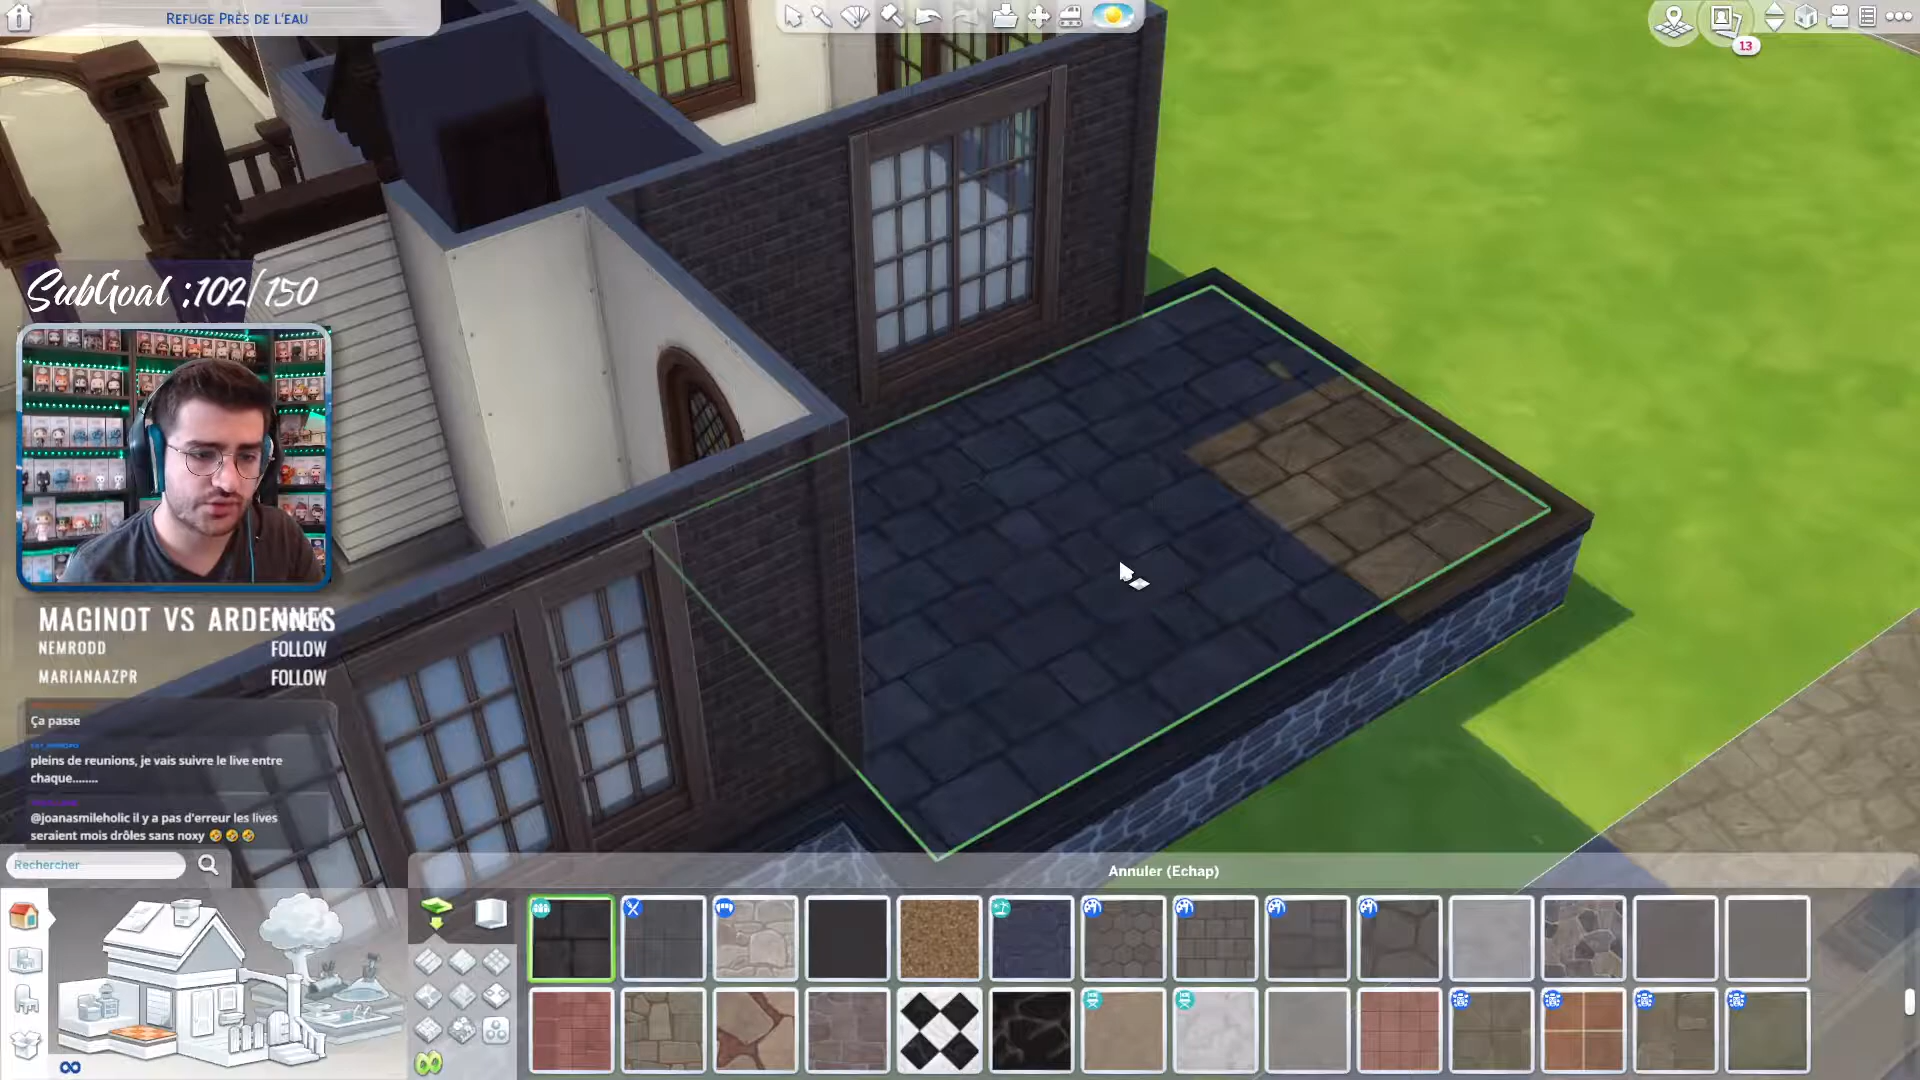 Refuge Près de l'eau
13
SubGoal :102/150
MAGINOT VS ARDENNES
NEMRODD FOLLOW
MARIANAAZPR FOLLOW
Ça passe
pleins de reunions, je vais suivre le live entre
chaque........
@joanasmileholic il y a pas d'erreur les lives
seraient mois drôles sans noxy 🤣🤣🤣
Rechercher
Annuler (Echap)